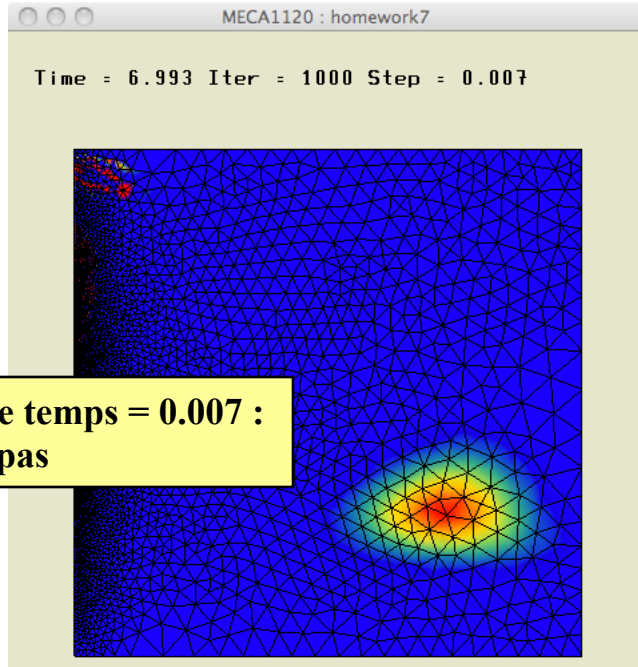 MECA1120 : homework7
Time = 6.993 Iter = 1000 Step = 0.007
e temps = 0.007 :
pas